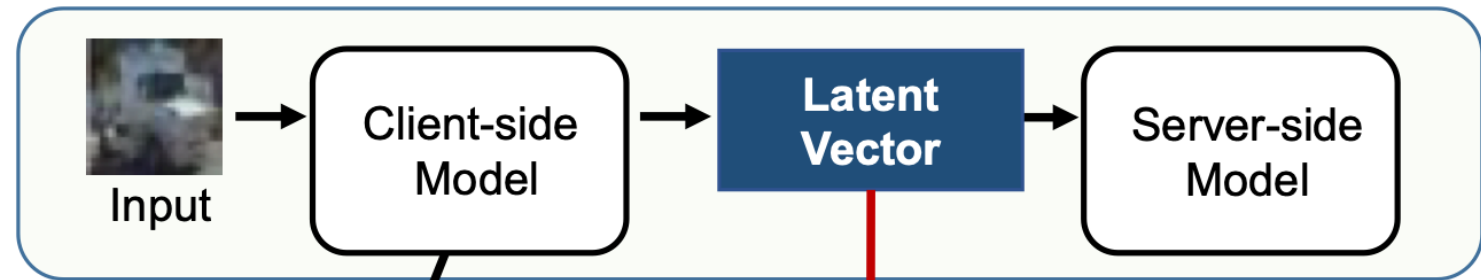 Input
Client-side
Model
Latent
Vector
Server-side
Model